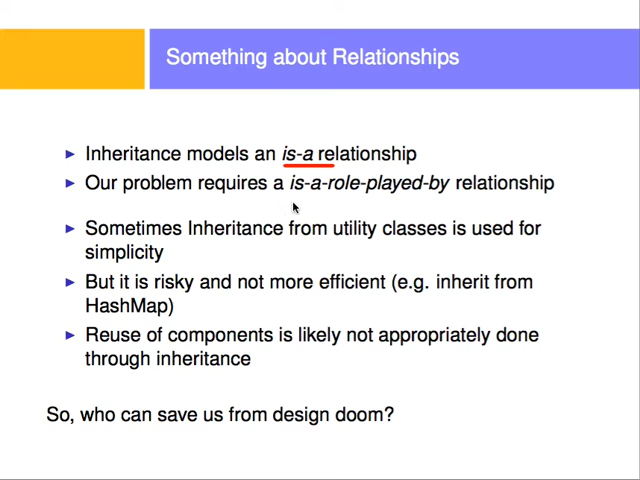 Something about Relationships
Inheritance models an is-a relationship
Our problem requires a is-a-role-played-by relationship
Sometimes Inheritance from utility classes is used for
simplicity
But it is risky and not more efficient (e.g. inherit from
HashMap)
Reuse of components is likely not appropriately done
through inheritance
So, who can save us from design doom?